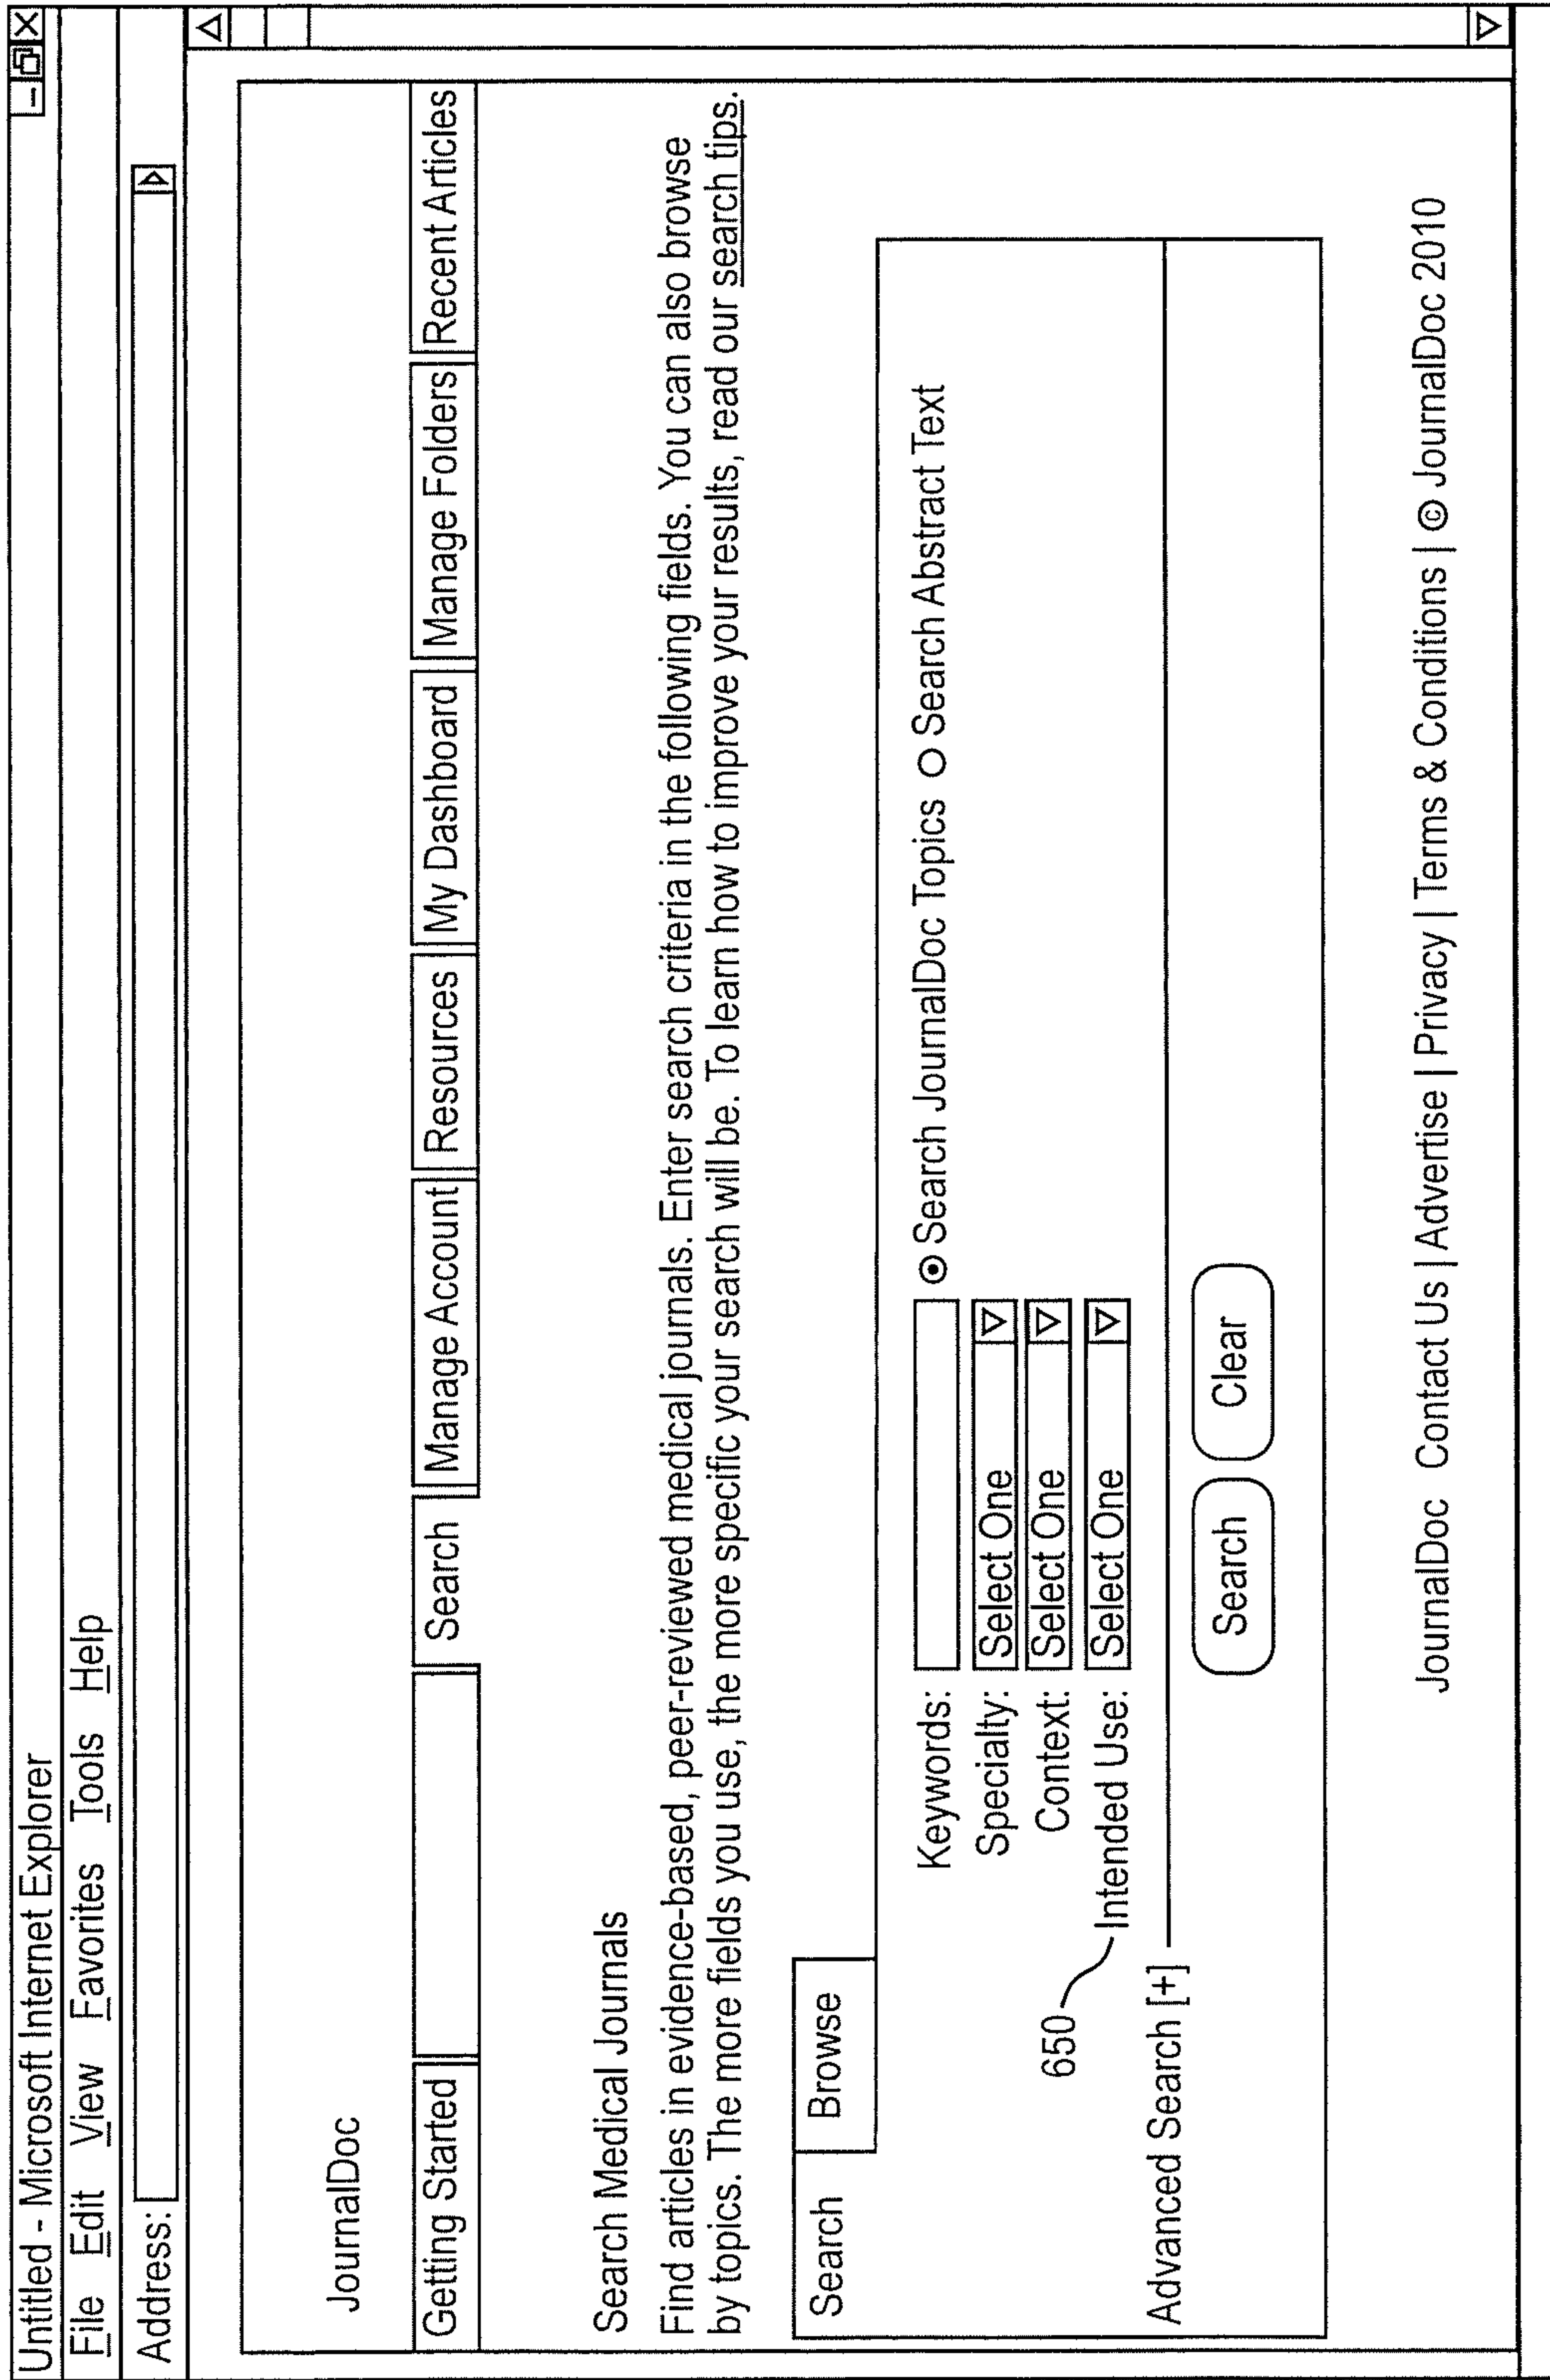 Untitled - Microsoft Internet Explorer
File Edit View Favorites Tools Help
Address:
JournalDoc
Getting Started Search Manage Account Resources My Dashboard Manage Folders Recent Articles
Search Medical Journals
Find articles in evidence-based, peer-reviewed medical journals. Enter search criteria in the following fields. You can also browse
by topics. The more fields you use, the more specific your search will be. To learn how to improve your results, read our search tips.
Search Browse
Keywords: Search JournalDoc Topics Search Abstract Text
Specialty: Select One
Context: Select One
650 Intended Use: Select One
Advanced Search [+]
Search Clear
JournalDoc Contact Us | Advertise | Privacy | Terms & Conditions | © JournalDoc 2010